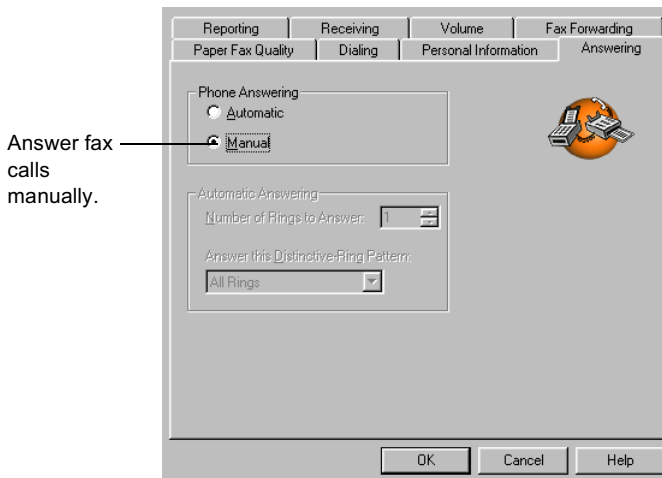 Reporting Receiving Volume Fax Forwarding
Paper Fax Quality Dialing Personal Information Answering
Phone Answering
Automatic
Manual
Answer fax
calls
manually.
Automatic Answering
Number of Rings to Answer: 1
Answer this Distinctive-Ring Pattern:
All Rings
OK Cancel Help